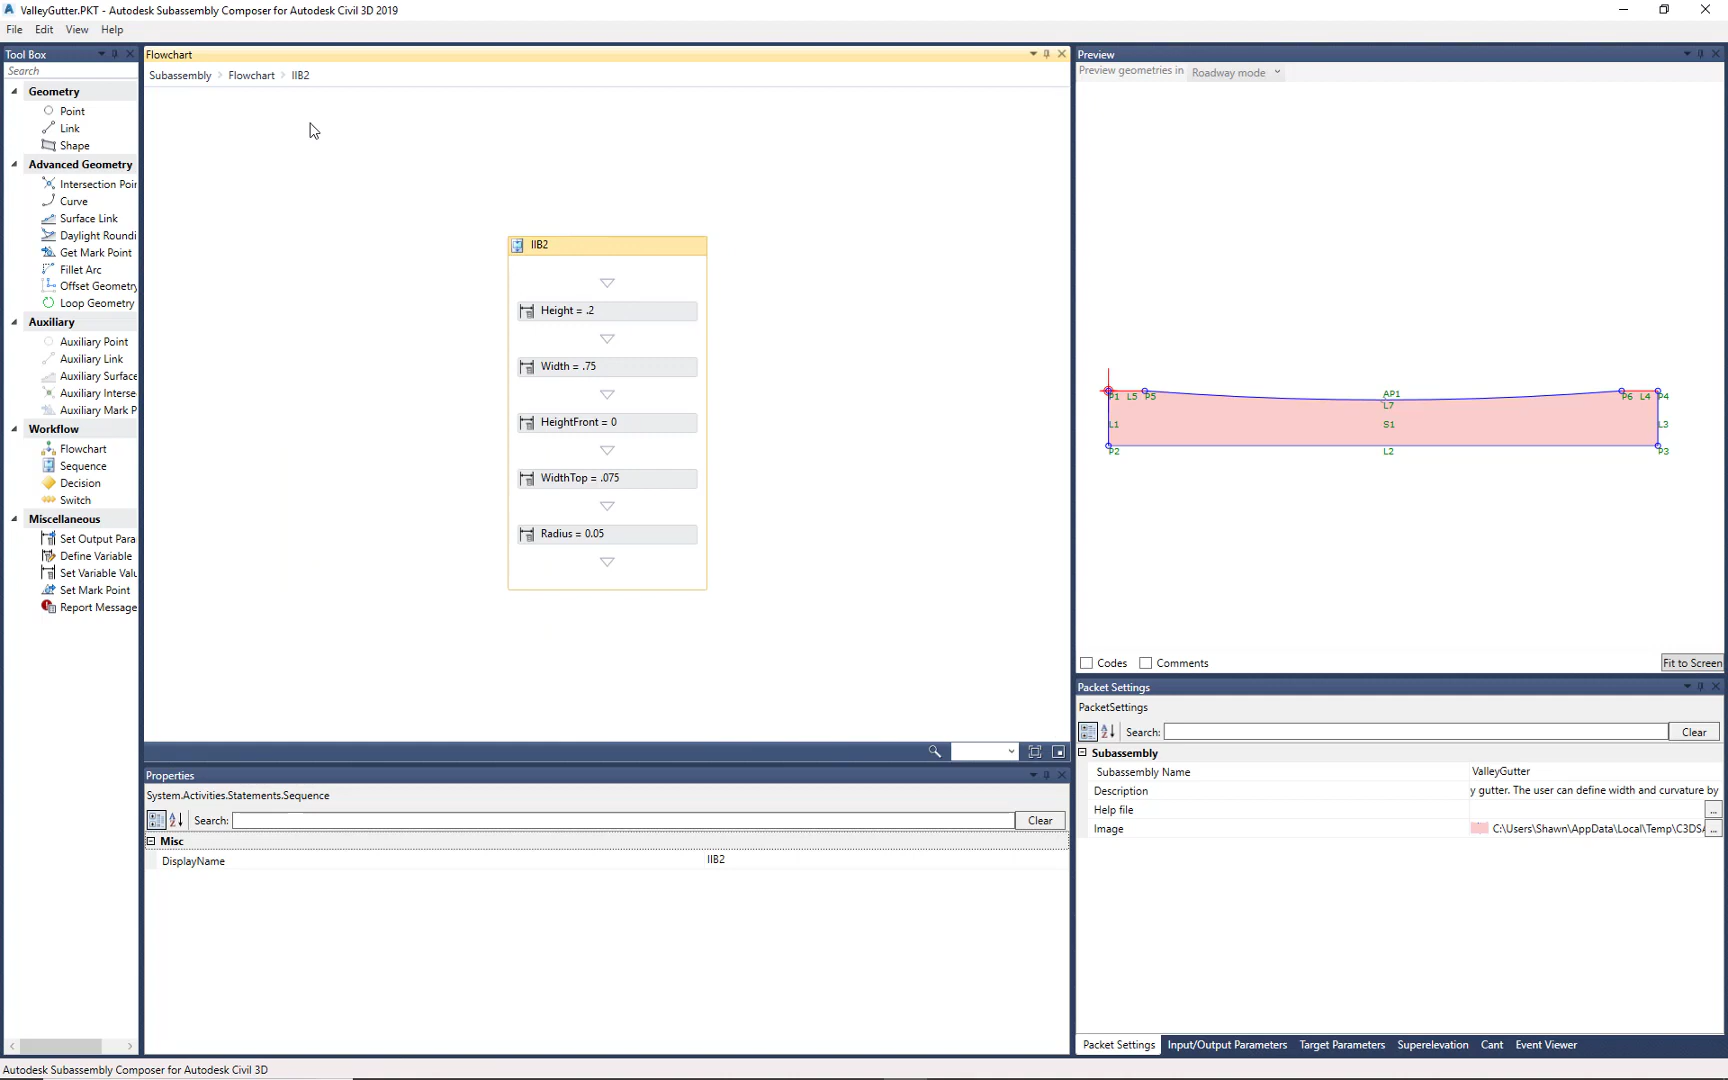 ValleyGutter.PKT - Autodesk Subassembly Composer for Autodesk Civil 3D 2019
File Edit View Help
Tool Box
Search
Geometry
Point
Link
Shape
Advanced Geometry
Intersection Poin
Curve
Surface Link
Daylight Roundi
Get Mark Point
Fillet Arc
Offset Geometry
Loop Geometry
Auxiliary
Auxiliary Point
Auxiliary Link
Auxiliary Surface
Auxiliary Interse
Auxiliary Mark P
Workflow
Flowchart
Sequence
Decision
Switch
Miscellaneous
Set Output Para
Define Variable
Set Variable Valu
Set Mark Point
Report Message
Flowchart
Subassembly > Flowchart > IIB2
IIB2
Height = .2
Width = .75
HeightFront = 0
WidthTop = .075
Radius = 0.05
Properties
System.Activities.Statements.Sequence
Search: Clear
Misc
DisplayName IIB2
Preview
Preview geometries in Roadway mode
AP1
P1 L5 P5 L7 P6 L4 P4
L1 S1 L3
P2 L2 P3
Codes Comments Fit to Screen
Packet Settings
PacketSettings
Search: Clear
Subassembly
Subassembly Name ValleyGutter
Description y gutter. The user can define width and curvature by
Help file ...
Image C:\Users\Shawn\AppData\Local\Temp\C3DSA ...
Packet Settings Input/Output Parameters Target Parameters Superelevation Cant Event Viewer
Autodesk Subassembly Composer for Autodesk Civil 3D